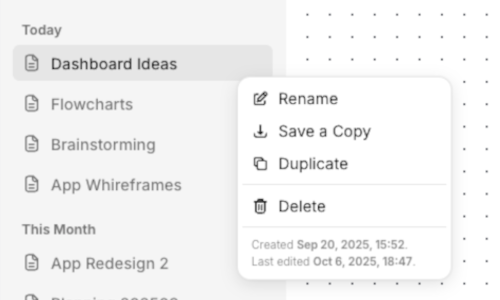 Today
Dashboard Ideas
Flowcharts
Brainstorming
App Whireframes
This Month
App Redesign 2
Rename
Save a Copy
Duplicate
Delete
Created Sep 20, 2025, 15:52.
Last edited Oct 6, 2025, 18:47.